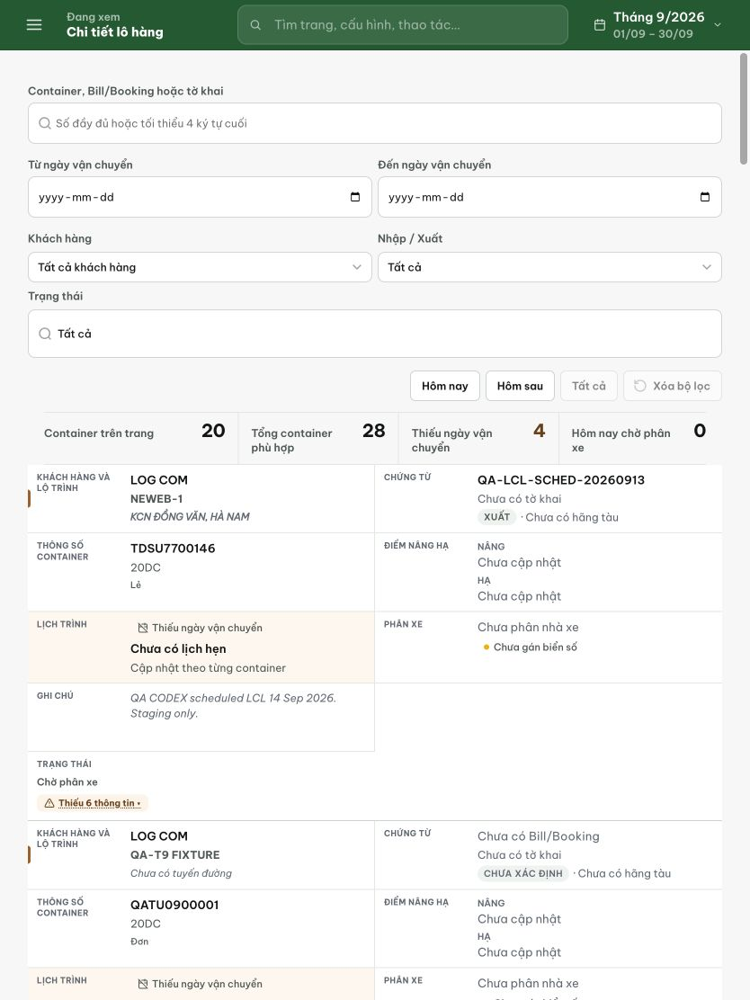 Đang xem
Chi tiết lô hàng
Tìm trang, cấu hình, thao tác...
Tháng 9/2026
01/09 – 30/09
Container, Bill/Booking hoặc tờ khai
Số đầy đủ hoặc tối thiểu 4 ký tự cuối
Từ ngày vận chuyển
Đến ngày vận chuyển
yyyy-mm-dd
yyyy-mm-dd
Khách hàng
Nhập / Xuất
Tất cả khách hàng
Tất cả
Trạng thái
Tất cả
Hôm nay
Hôm sau
Tất cả
Xóa bộ lọc
Container trên trang
20
Tổng container
phù hợp
28
Thiếu ngày vận
chuyển
4
Hôm nay chờ phân
xe
0
KHÁCH HÀNG VÀ
LỘ TRÌNH
LOG COM
NEWEB-1
KCN ĐỒNG VĂN, HÀ NAM
CHỨNG TỪ
QA-LCL-SCHED-20260913
Chưa có tờ khai
XUẤT · Chưa có hãng tàu
THÔNG SỐ
CONTAINER
TDSU7700146
20DC
Lẻ
ĐIỂM NÂNG HẠ
NÂNG
Chưa cập nhật
HẠ
Chưa cập nhật
LỊCH TRÌNH
Thiếu ngày vận chuyển
Chưa có lịch hẹn
Cập nhật theo từng container
PHÂN XE
Chưa phân nhà xe
Chưa gán biển số
GHI CHÚ
QA CODEX scheduled LCL 14 Sep 2026.
Staging only.
TRẠNG THÁI
Chờ phân xe
Thiếu 6 thông tin
KHÁCH HÀNG VÀ
LỘ TRÌNH
LOG COM
QA-T9 FIXTURE
Chưa có tuyến đường
CHỨNG TỪ
Chưa có Bill/Booking
Chưa có tờ khai
CHƯA XÁC ĐỊNH · Chưa có hãng tàu
THÔNG SỐ
CONTAINER
QATU0900001
20DC
Đơn
ĐIỂM NÂNG HẠ
NÂNG
Chưa cập nhật
HẠ
Chưa cập nhật
LỊCH TRÌNH
Thiếu ngày vận chuyển
PHÂN XE
Chưa phân nhà xe